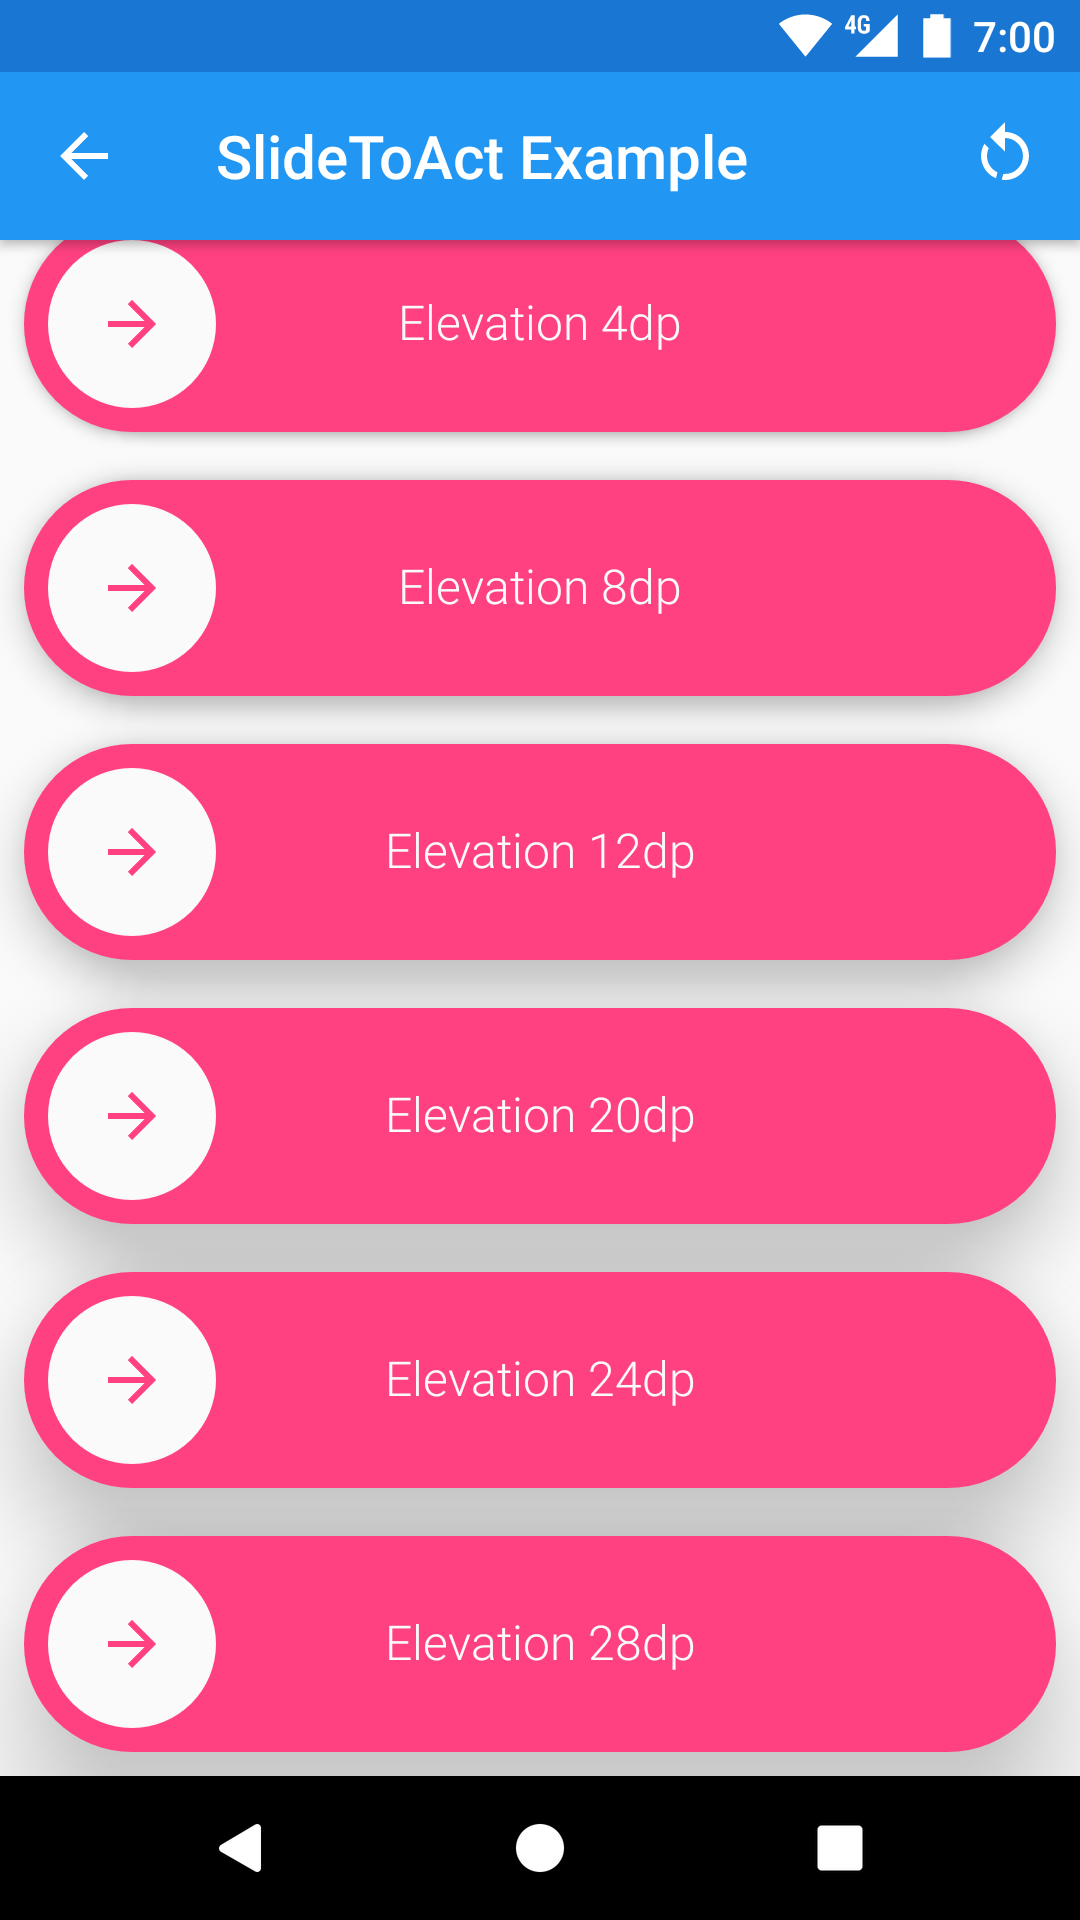 4G 7:00
SlideToAct Example
Elevation 4dp
Elevation 8dp
Elevation 12dp
Elevation 20dp
Elevation 24dp
Elevation 28dp